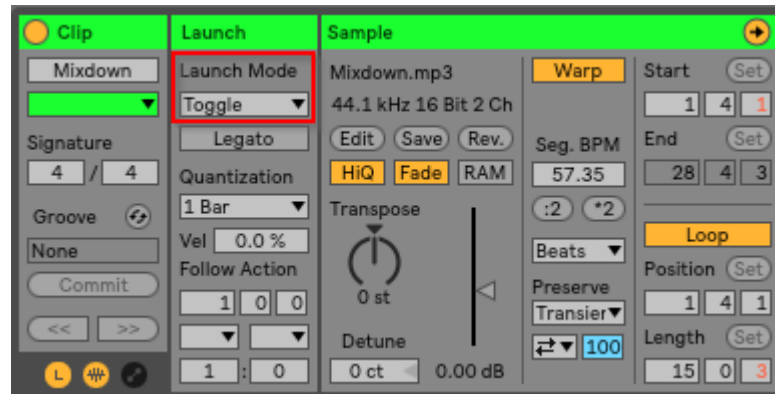 Clip
Mixdown
Signature
4 / 4
Groove
None
Commit
<< >>
L
Launch
Launch Mode
Toggle
Legato
Quantization
1 Bar
Vel 0.0 %
Follow Action
1 0 0
1 : 0
Sample
Mixdown.mp3
44.1 kHz 16 Bit 2 Ch
Edit Save Rev.
HiQ Fade RAM
Transpose
0 st
Detune
0 ct 0.00 dB
Warp
Seg. BPM
57.35
:2 *2
Beats
Preserve
Transier
100
Start Set
1 4 1
End Set
28 4 3
Loop
Position Set
1 4 1
Length Set
15 0 3